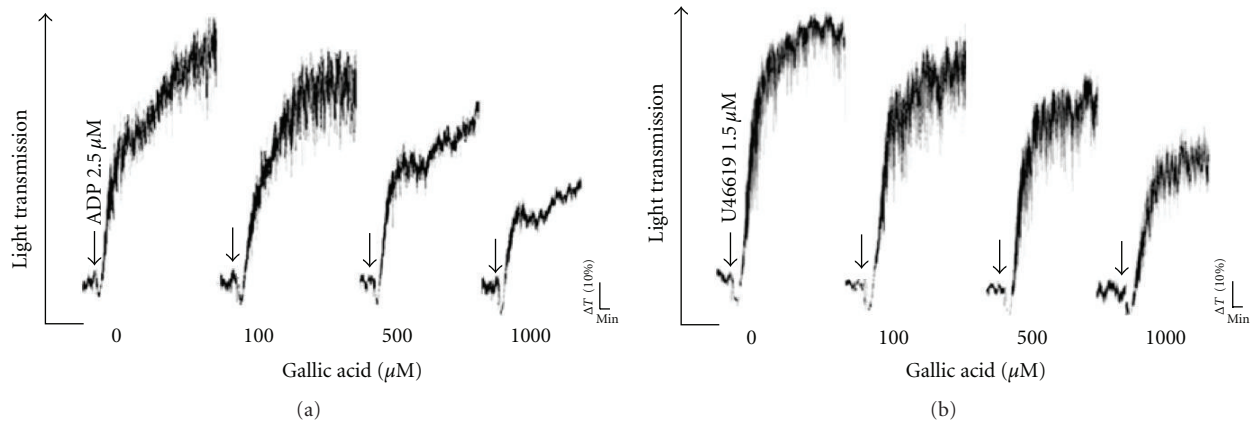 Light transmission
ADP 2.5 μM
0
100
500
1000
Gallic acid (μM)
ΔT (10%)
Min
(a)
Light transmission
U46619 1.5 μM
0
100
500
1000
Gallic acid (μM)
ΔT (10%)
Min
(b)